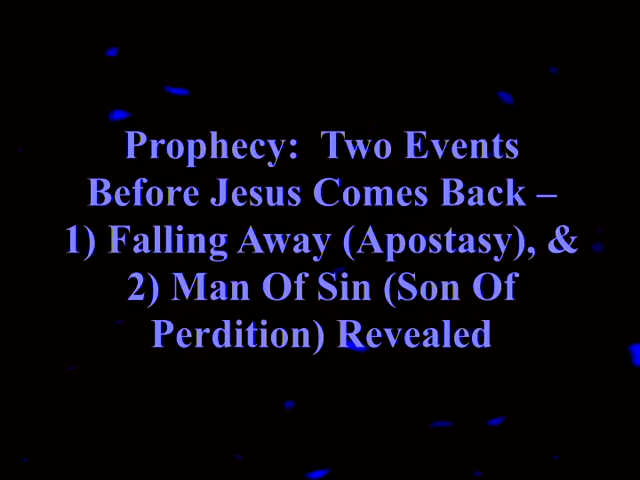 Prophecy:  Two Events
Before Jesus Comes Back –
1) Falling Away (Apostasy), &
2) Man Of Sin (Son Of
Perdition) Revealed